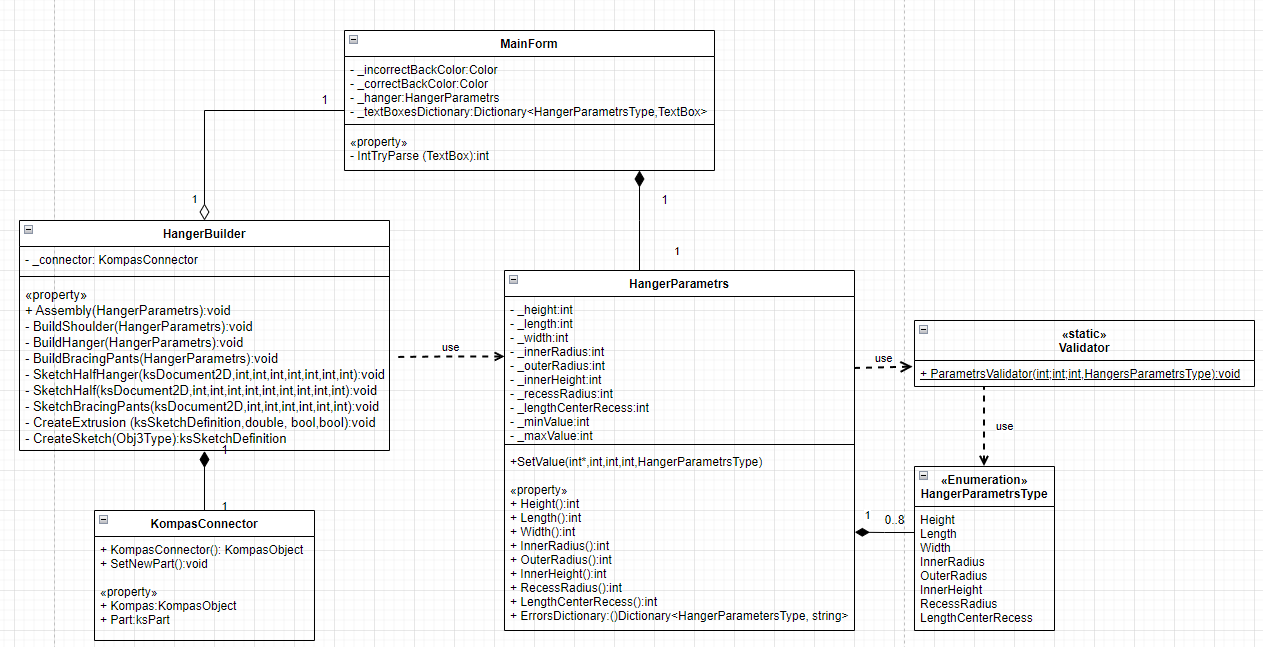 MainForm
- _incorrectBackColor:Color
- _correctBackColor:Color
- _hanger:HangerParametrs
- _textBoxesDictionary:Dictionary<HangerParametrsType,TextBox>
«property»
- IntTryParse (TextBox):int
1
1
1
1
HangerBuilder
- _connector: KompasConnector
«property»
+ Assembly(HangerParametrs):void
- BuildShoulder(HangerParametrs):void
- BuildHanger(HangerParametrs):void
- BuildBracingPants(HangerParametrs):void
- SketchHalfHanger(ksDocument2D,int,int,int,int,int,int,int):void
- SketchHalf(ksDocument2D,int,int,int,int,int,int,int,int):void
- SketchBracingPants(ksDocument2D,int,int,int,int,int,int):void
- CreateExtrusion (ksSketchDefinition,double, bool,bool):void
- CreateSketch(Obj3Type):ksSketchDefinition
1
1
KompasConnector
+ KompasConnector(): KompasObject
+ SetNewPart():void
«property»
+ Kompas:KompasObject
+ Part:ksPart
use
HangerParametrs
- _height:int
- _length:int
- _width:int
- _innerRadius:int
- _outerRadius:int
- _innerHeight:int
- _recessRadius:int
- _lengthCenterRecess:int
- _minValue:int
- _maxValue:int
+SetValue(int*,int,int,int,HangerParametrsType)
«property»
+ Height():int
+ Length():int
+ Width():int
+ InnerRadius():int
+ OuterRadius():int
+ InnerHeight():int
+ RecessRadius():int
+ LengthCenterRecess():int
+ ErrorsDictionary:()Dictionary<HangerParametersType, string>
use
«static»
Validator
+ ParametrsValidator(int;int;int,HangersParametrsType):void
use
1
0..8
«Enumeration»
HangerParametrsType
Height
Length
Width
InnerRadius
OuterRadius
InnerHeight
RecessRadius
LengthCenterRecess